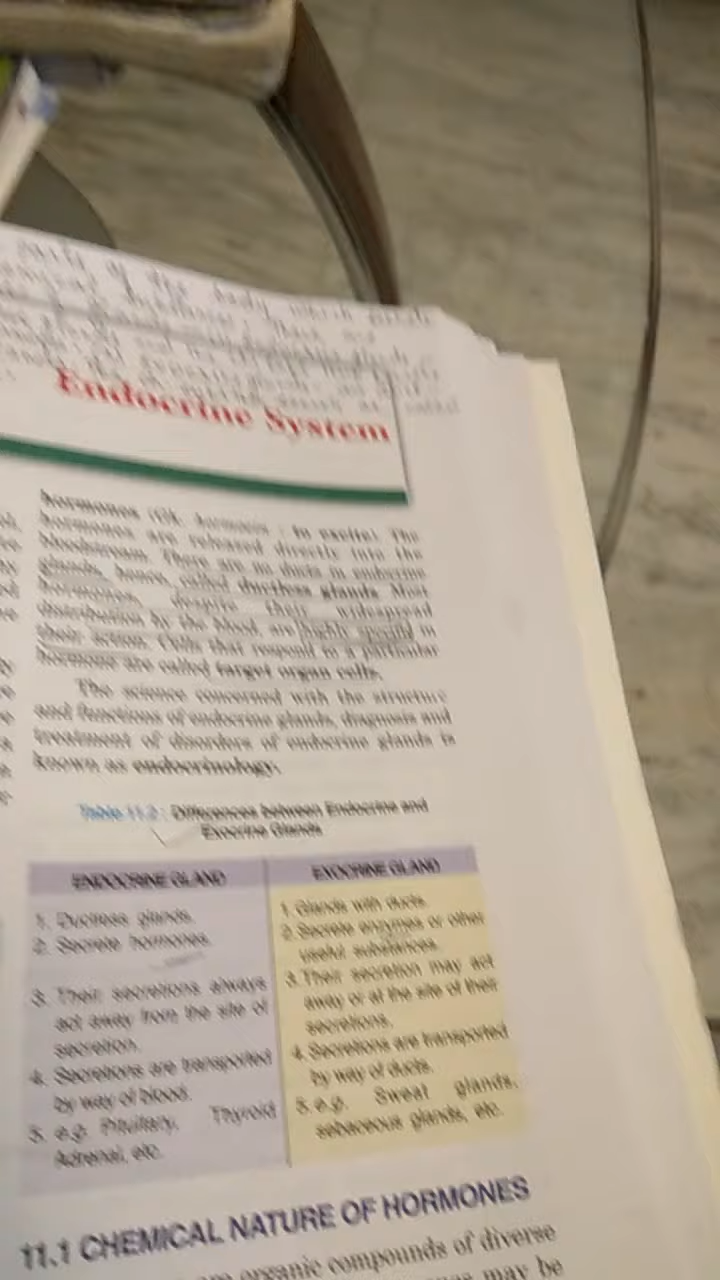 of the body which
Endocrine System
hormones (Gk. hormaein : to excite). The
hormones are released directly into the
bloodstream. There are no ducts in endocrine
glands, hence, called ductless glands. Most
hormones, despite their widespread
distribution by the blood, are highly specific in
their action. Cells that respond to a particular
hormone are called target organ cells.
The science concerned with the structure
and functions of endocrine glands, diagnosis and
treatment of disorders of endocrine glands is
known as endocrinology.
Table 11.2 : Differences between Endocrine and
Exocrine Glands
ENDOCRINE GLAND
1. Ductless glands.
2. Secrete hormones.
3. Their secretions always
act away from the site of
secretion.
4. Secretions are transported
by way of blood.
5. e.g. Pituitary, Thyroid
Adrenal, etc.
EXOCRINE GLAND
1. Glands with ducts.
2. Secrete enzymes or other
useful substances.
3. Their secretion may act
away or at the site of their
secretions.
4. Secretions are transported
by way of ducts.
5. e.g. Sweat glands,
sebaceous glands, etc.
11.1 CHEMICAL NATURE OF HORMONES
are organic compounds of diverse
may be